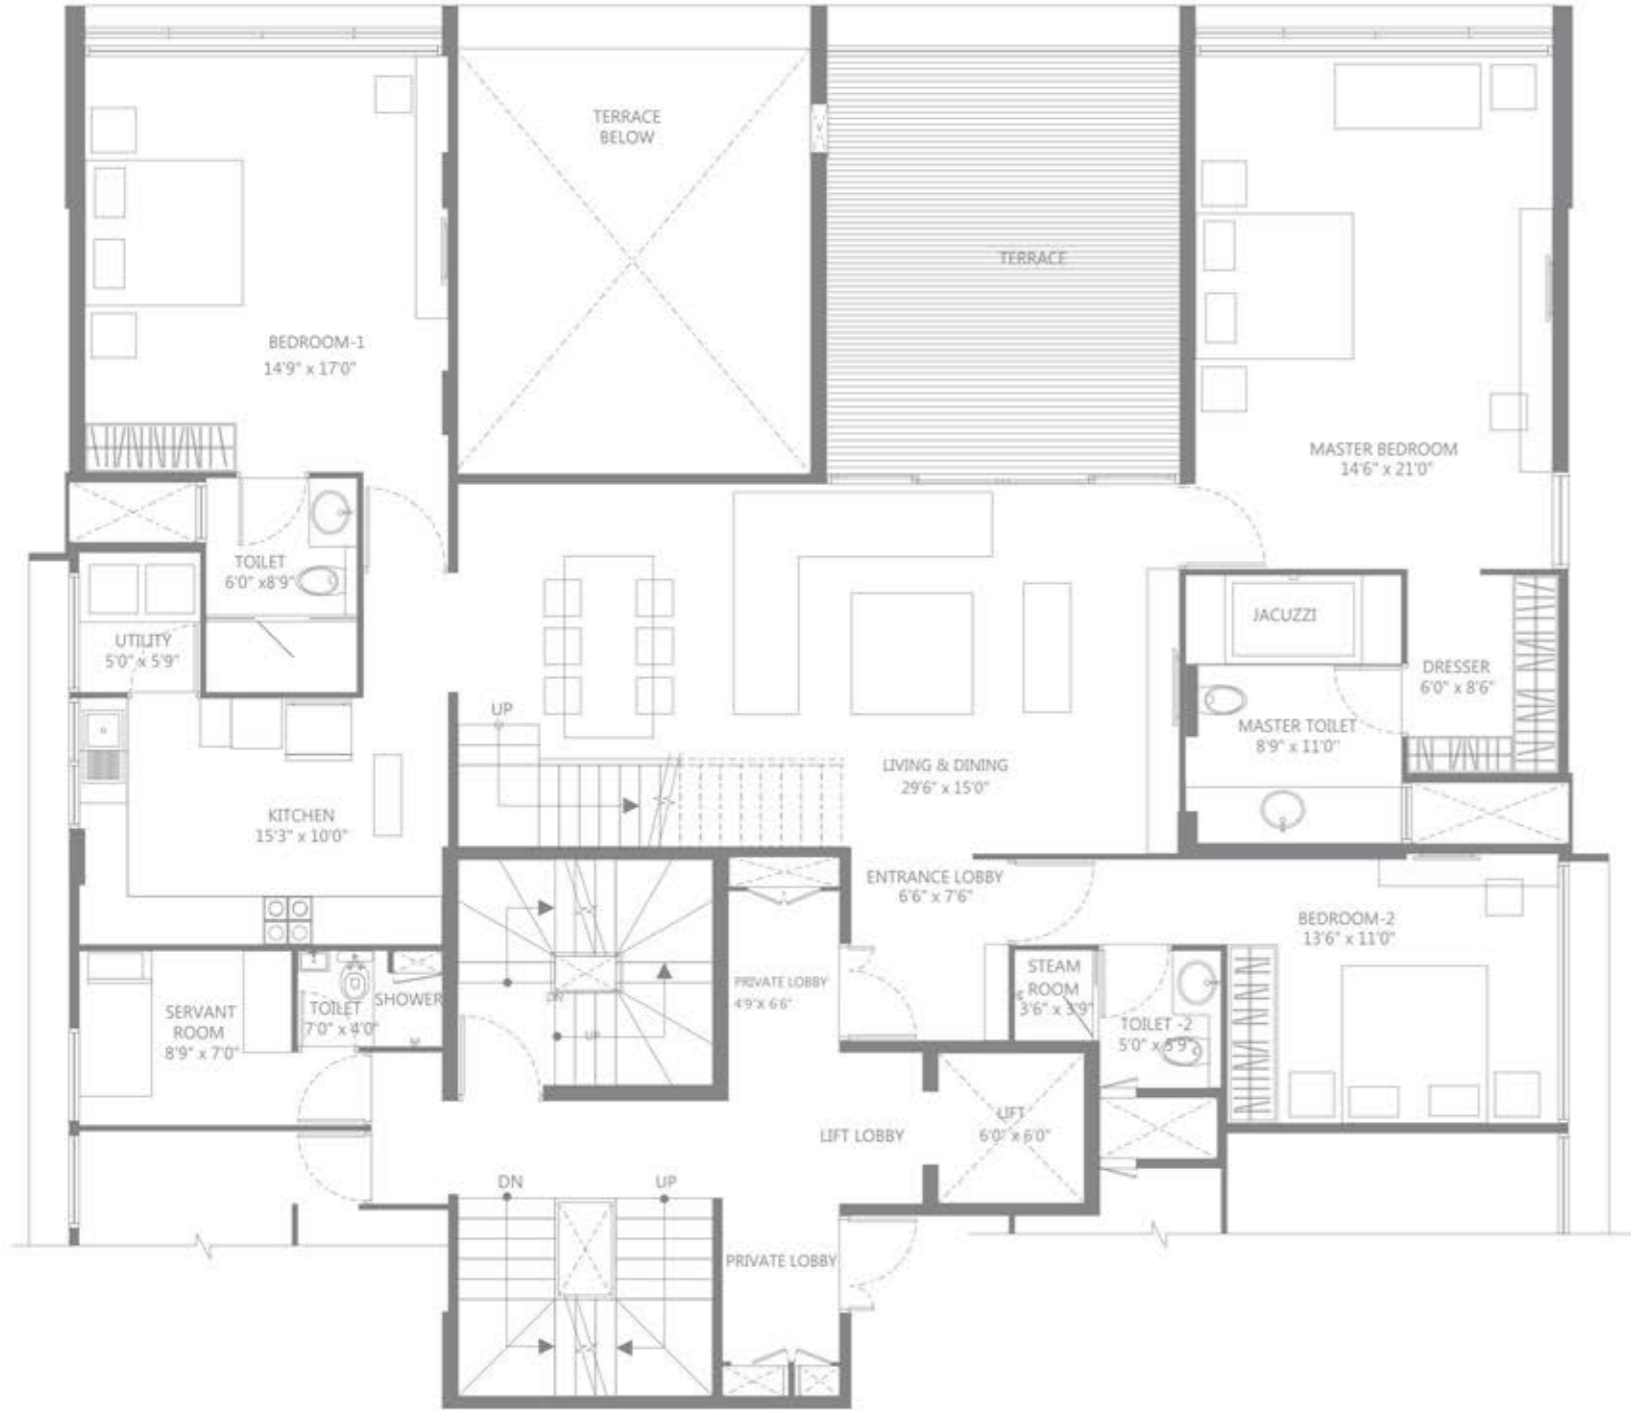 TERRACE
BELOW
TERRACE
BEDROOM-1
14'9" x 17'0"
MASTER BEDROOM
14'6" x 21'0"
TOILET
6'0" x8'9"
UTILITY
5'0" x 5'9"
JACUZZI
DRESSER
6'0" x 8'6"
MASTER TOILET
8'9" x 11'0"
UP
LIVING & DINING
29'6" x 15'0"
KITCHEN
15'3" x 10'0"
ENTRANCE LOBBY
6'6" x 7'6"
BEDROOM-2
13'6" x 11'0"
STEAM
ROOM
3'6" x 3'9"
PRIVATE LOBBY
4'9"x 6'6"
SERVANT
ROOM
8'9" x 7'0"
TOILET
7'0" x 4'0"
SHOWER
DN
UP
TOILET -2
5'0" x 5'9"
LIFT
6'0" x 6'0"
LIFT LOBBY
DN
UP
PRIVATE LOBBY